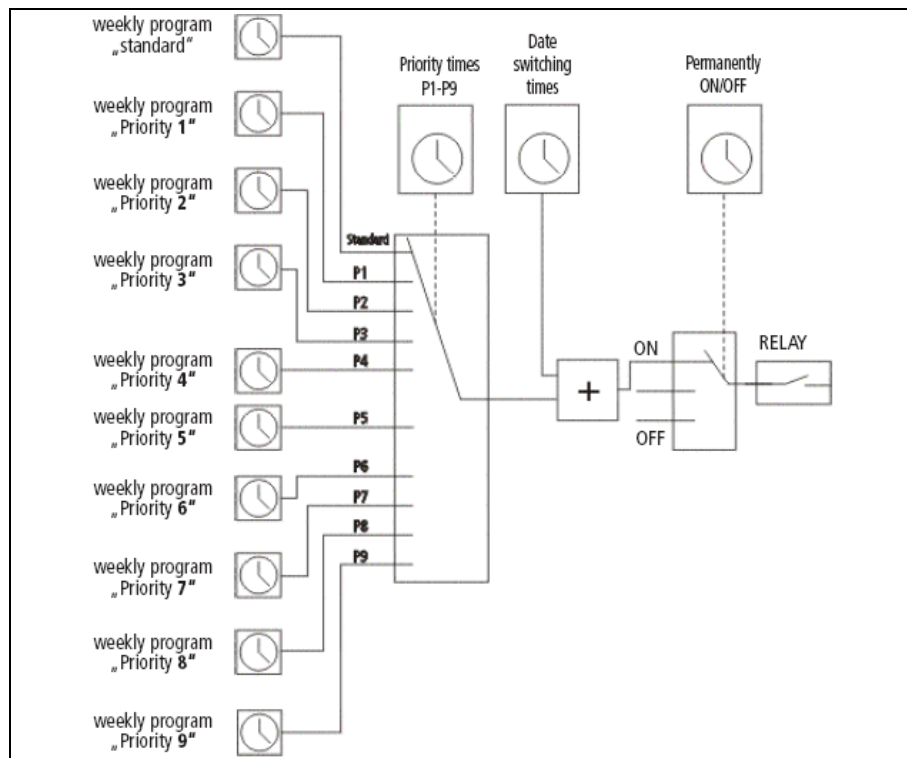 weekly program
„standard“
weekly program
„Priority 1“
weekly program
„Priority 2“
weekly program
„Priority 3“
weekly program
„Priority 4“
weekly program
„Priority 5“
weekly program
„Priority 6“
weekly program
„Priority 7“
weekly program
„Priority 8“
weekly program
„Priority 9“
Priority times
P1-P9
Date
switching
times
Permanently
ON/OFF
Standard
P1
P2
P3
P4
P5
P6
P7
P8
P9
+
ON
OFF
RELAY